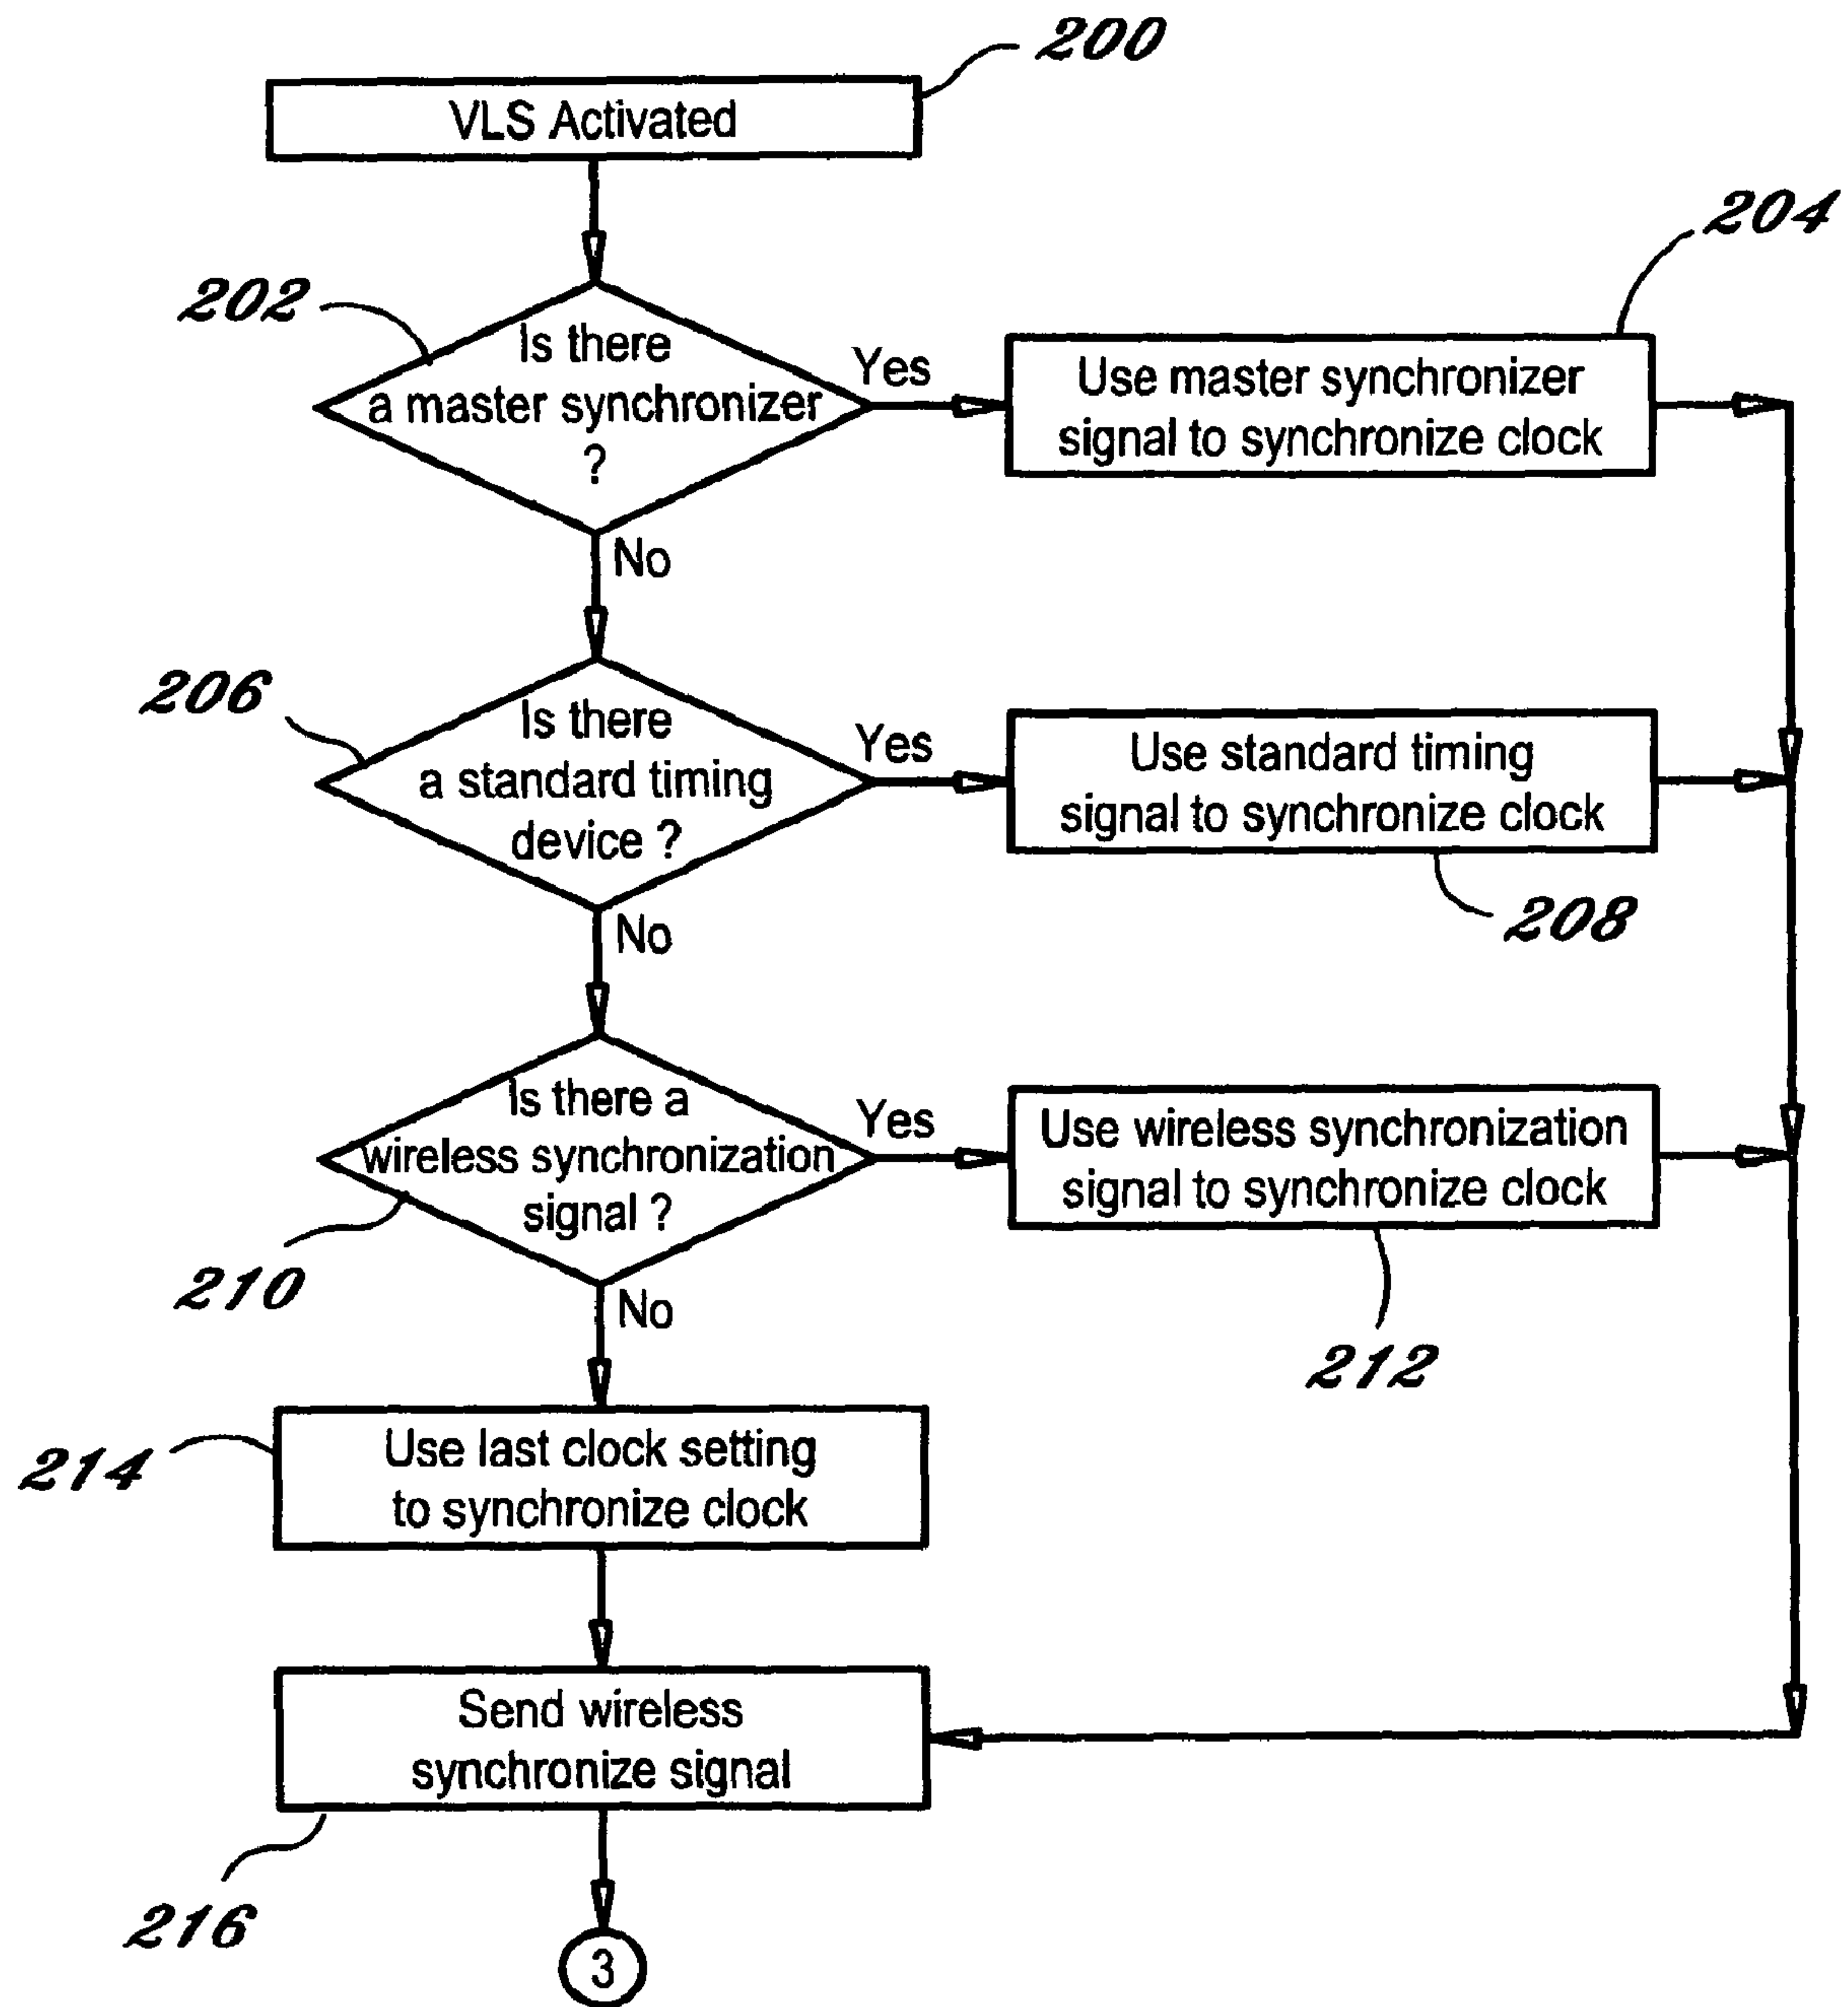 200
VLS Activated
204
202
Is there
a master synchronizer
?
Yes
Use master synchronizer
signal to synchronize clock
No
206
Is there
a standard timing
device ?
Yes
Use standard timing
signal to synchronize clock
208
No
Is there a
wireless synchronization
signal ?
Yes
Use wireless synchronization
signal to synchronize clock
210
No
212
214
Use last clock setting
to synchronize clock
Send wireless
synchronize signal
216
3